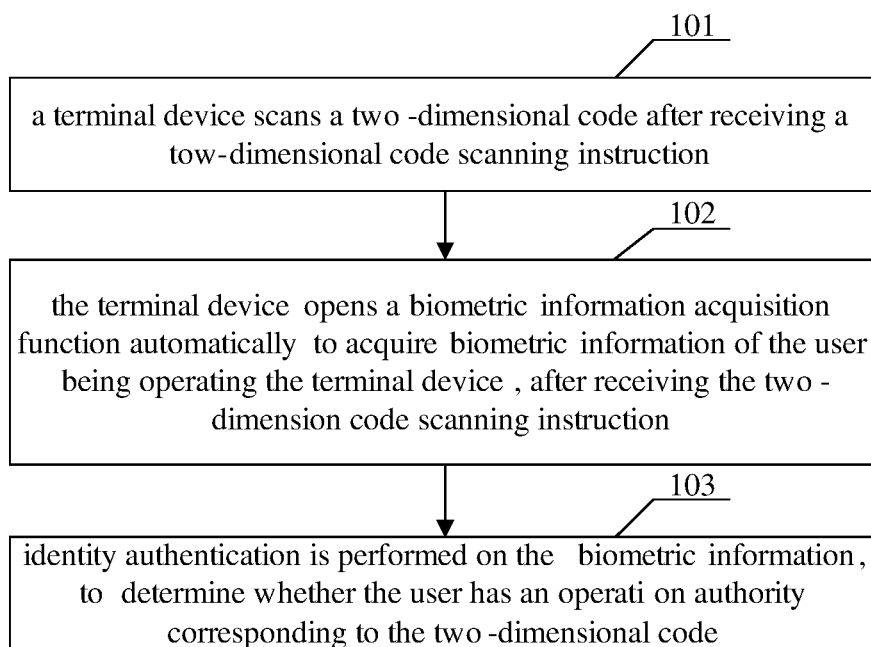 101
a terminal device scans a two -dimensional code after receiving a
tow-dimensional code scanning instruction
102
the terminal device opens a biometric information acquisition
function automatically to acquire biometric information of the user
being operating the terminal device , after receiving the two -
dimension code scanning instruction
103
identity authentication is performed on the biometric information,
to determine whether the user has an operati on authority
corresponding to the two -dimensional code